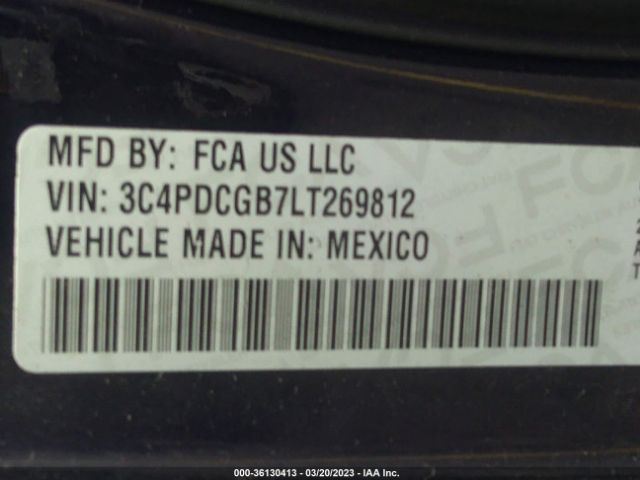 MFD BY: FCA US LLC
VIN: 3C4PDCGB7LT269812
VEHICLE MADE IN: MEXICO
000-36130413 - 03/20/2023 - IAA Inc.